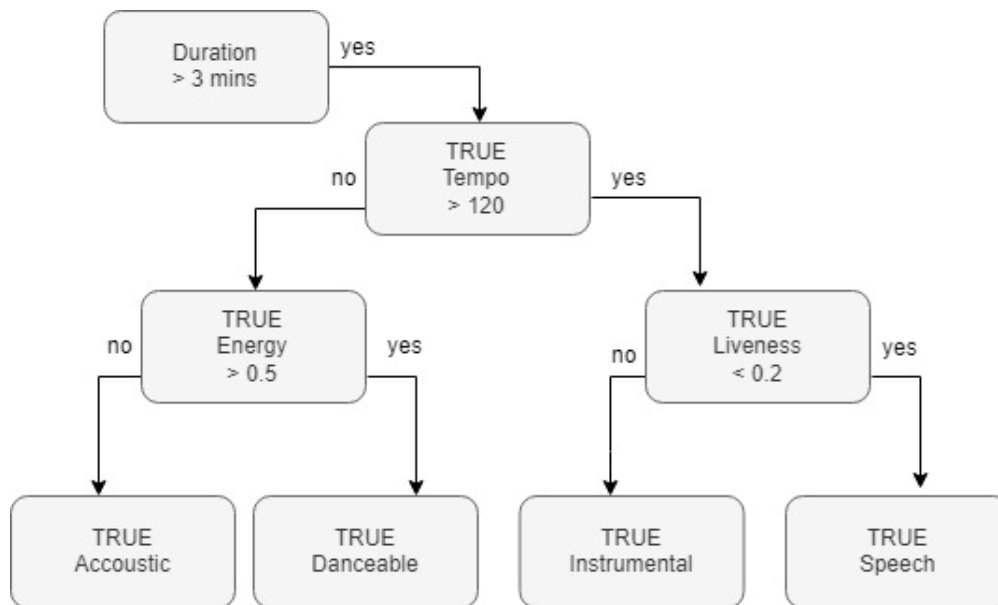 Duration
> 3 mins
yes
TRUE
Tempo
> 120
no
yes
TRUE
Energy
> 0.5
no
yes
TRUE
Liveness
< 0.2
no
yes
TRUE
Accoustic
TRUE
Danceable
TRUE
Instrumental
TRUE
Speech